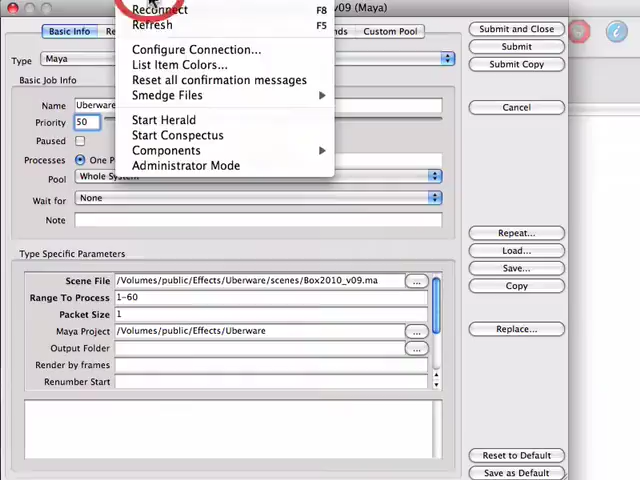 Reconnect F8
v09 (Maya)
Refresh F5
Basic Info
Re
nds
Custom Pool
Submit and Close
Submit
Submit Copy
Type Maya
Configure Connection...
List Item Colors...
Reset all confirmation messages
Smedge Files
Start Herald
Start Conspectus
Components
Administrator Mode
Basic Job Info
Name Uberware
Priority 50
Paused
Processes One P
Pool Whole System
Wait for None
Note
Cancel
Repeat...
Load...
Save...
Copy
Replace...
Type Specific Parameters
Scene File /Volumes/public/Effects/Uberware/scenes/Box2010_v09.ma ...
Range To Process 1-60
Packet Size 1
Maya Project /Volumes/public/Effects/Uberware ...
Output Folder ...
Render by frames
Renumber Start
Reset to Default
Save as Default